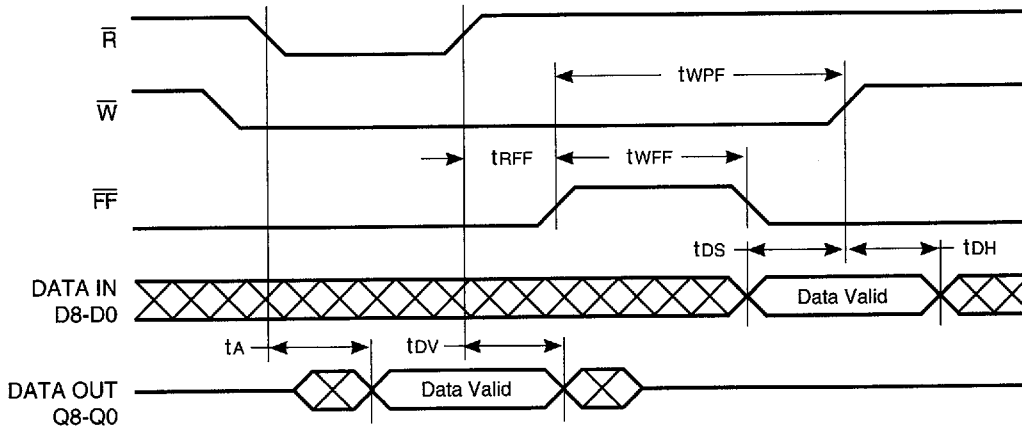 R̅
tWPF
W̅
tRFF
tWFF
F̅F̅
tDS
tDH
DATA IN
D8-D0
Data Valid
tA
tDV
DATA OUT
Q8-Q0
Data Valid